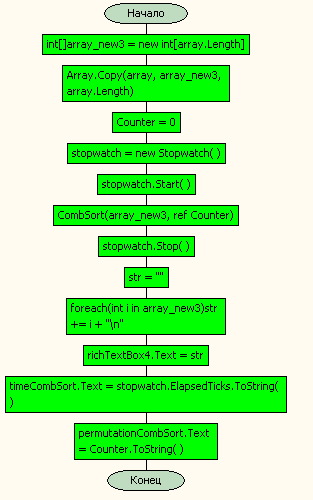 Начало
int[]array_new3 = new int[array.Length]
Array.Copy(array, array_new3,
array.Length)
Counter = 0
stopwatch = new Stopwatch( )
stopwatch.Start( )
CombSort(array_new3, ref Counter)
stopwatch.Stop( )
str = ""
foreach(int i in array_new3)str
+= i + "\n"
richTextBox4.Text = str
timeCombSort.Text = stopwatch.ElapsedTicks.ToString(
)
permutationCombSort.Text
= Counter.ToString( )
Конец